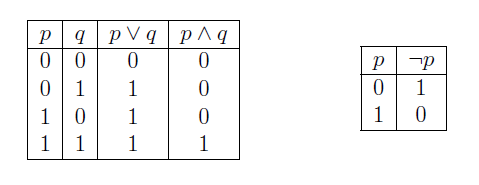 p q p ∨ q p ∧ q
0 0 0 0
0 1 1 0
1 0 1 0
1 1 1 1
p ¬p
0 1
1 0